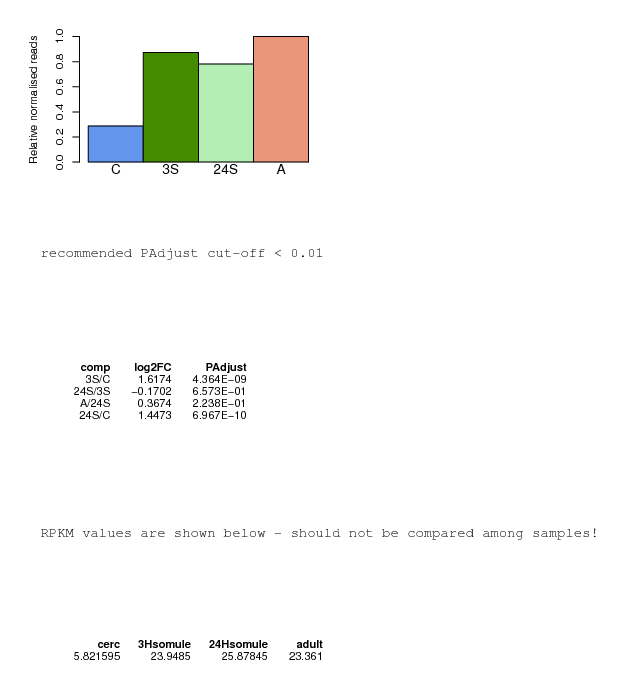 Relative normalised reads
1.0
0.8
0.6
0.4
0.2
0.0
C 3S 24S A
recommended PAdjust cut−off < 0.01
comp log2FC PAdjust
3S/C 1.6174 4.364E−09
24S/3S −0.1702 6.573E−01
A/24S 0.3674 2.238E−01
24S/C 1.4473 6.967E−10
RPKM values are shown below − should not be compared among samples!
cerc 3Hsomule 24Hsomule adult
5.821595 23.9485 25.87845 23.361